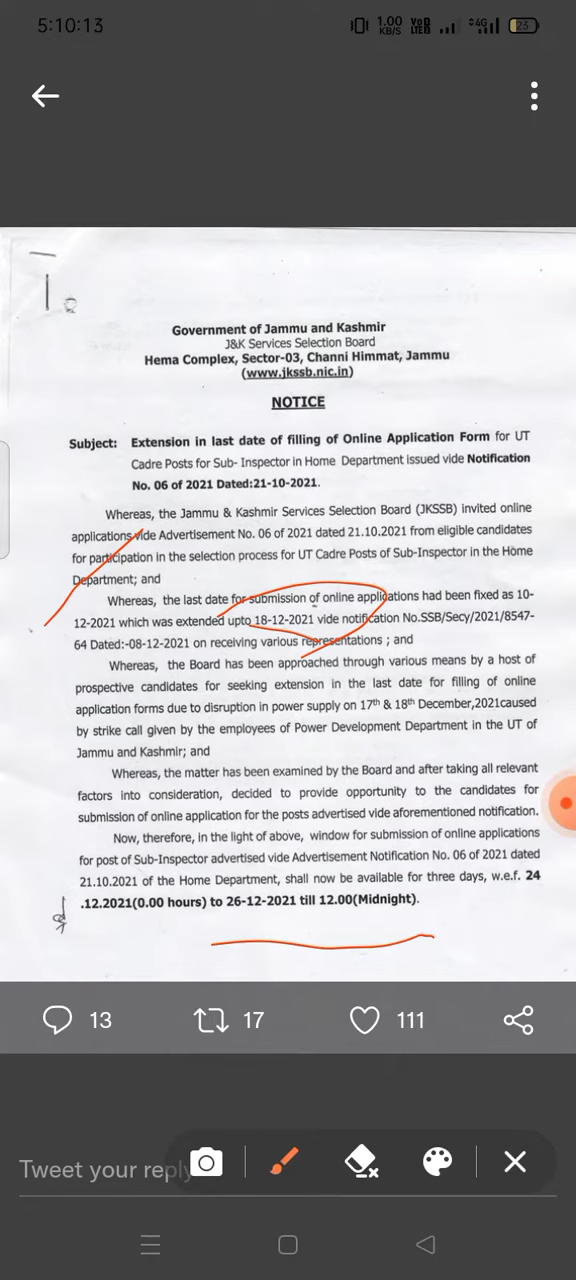 5:10:13
1.00 KB/S
VoD LTED
4G
23
Government of Jammu and Kashmir
J&K Services Selection Board
Hema Complex, Sector-03, Channi Himmat, Jammu
(www.jkssb.nic.in)
NOTICE
Subject: Extension in last date of filling of Online Application Form for UT
Cadre Posts for Sub- Inspector in Home Department issued vide Notification
No. 06 of 2021 Dated:21-10-2021.
Whereas, the Jammu & Kashmir Services Selection Board (JKSSB) invited online
applications vide Advertisement No. 06 of 2021 dated 21.10.2021 from eligible candidates
for participation in the selection process for UT Cadre Posts of Sub-Inspector in the Home
Department; and
Whereas, the last date for submission of online applications had been fixed as 10-
12-2021 which was extended upto 18-12-2021 vide notification No.SSB/Secy/2021/8547-
64 Dated:-08-12-2021 on receiving various representations ; and
Whereas, the Board has been approached through various means by a host of
prospective candidates for seeking extension in the last date for filling of online
application forms due to disruption in power supply on 17th & 18th December,2021caused
by strike call given by the employees of Power Development Department in the UT of
Jammu and Kashmir; and
Whereas, the matter has been examined by the Board and after taking all relevant
factors into consideration, decided to provide opportunity to the candidates for
submission of online application for the posts advertised vide aforementioned notification.
Now, therefore, in the light of above, window for submission of online applications
for post of Sub-Inspector advertised vide Advertisement Notification No. 06 of 2021 dated
21.10.2021 of the Home Department, shall now be available for three days, w.e.f. 24
.12.2021(0.00 hours) to 26-12-2021 till 12.00(Midnight).
13
17
111
Tweet your reply